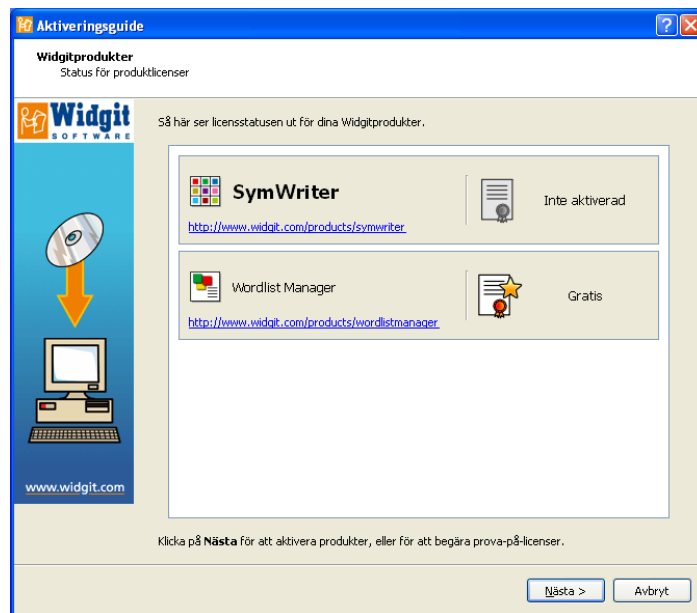 Aktiveringsguide
Widgitprodukter
Status för produktlicenser
Widgit
SOFTWARE
Så här ser licensstatusen ut för dina Widgitprodukter.
SymWriter
Inte aktiverad
http://www.widgit.com/products/symwriter
Wordlist Manager
Gratis
http://www.widgit.com/products/wordlistmanager
www.widgit.com
Klicka på Nästa för att aktivera produkter, eller för att begära prova-på-licenser.
Nästa >
Avbryt